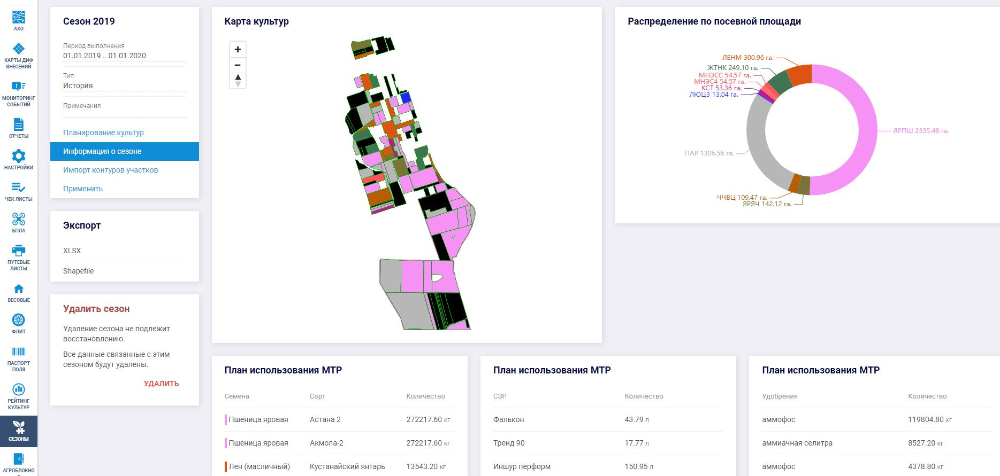 АХО
КАРТЫ ДИФ
ВНЕСЕНИЙ
МОНИТОРИНГ
СОБЫТИЙ
ОТЧЕТЫ
НАСТРОЙКИ
ЧЕК ЛИСТЫ
БПЛА
ПУТЕВЫЕ
ЛИСТЫ
ВЕСОВЫЕ
ФЛИТ
ПАСПОРТ
ПОЛЯ
РЕЙТИНГ
КУЛЬТУР
СЕЗОНЫ
АГРОБЛОКНО
Сезон 2019
Период выполнения
01.01.2019 .. 01.01.2020
Тип
История
Примечания
Планирование культур
Информация о сезоне
Импорт контуров участков
Применить
Экспорт
XLSX
Shapefile
Удалить сезон
Удаление сезона не подлежит
восстановлению.
Все данные связанные с этим
сезоном будут удалены.
УДАЛИТЬ
Карта культур
Распределение по посевной площади
ЛЕНМ 300.96 га.
ЖТНК 249.10 га.
МНЭСС 54.57 га.
МНЭС4 54.57 га.
КСТ 53.36 га.
ЛЮЦ3 13.04 га.
ЯРПШ 2335.48 га.
ПАР 1306.56 га.
ЧЧВЦ 109.47 га.
ЯРЯЧ 142.12 га.
План использования МТР
Семена Сорт Количество
Пшеница яровая Астана 2 272217.60 кг
Пшеница яровая Акмола-2 272217.60 кг
Лен (масличный) Кустанайский янтарь 13543.20 кг
План использования МТР
СЗР Количество
Фалькон 43.79 л
Тренд 90 17.77 л
Иншур перформ 150.95 л
План использования МТР
Удобрения Количество
аммофос 119804.80 кг
аммиачная селитра 8527.20 кг
аммофос 4378.80 кг